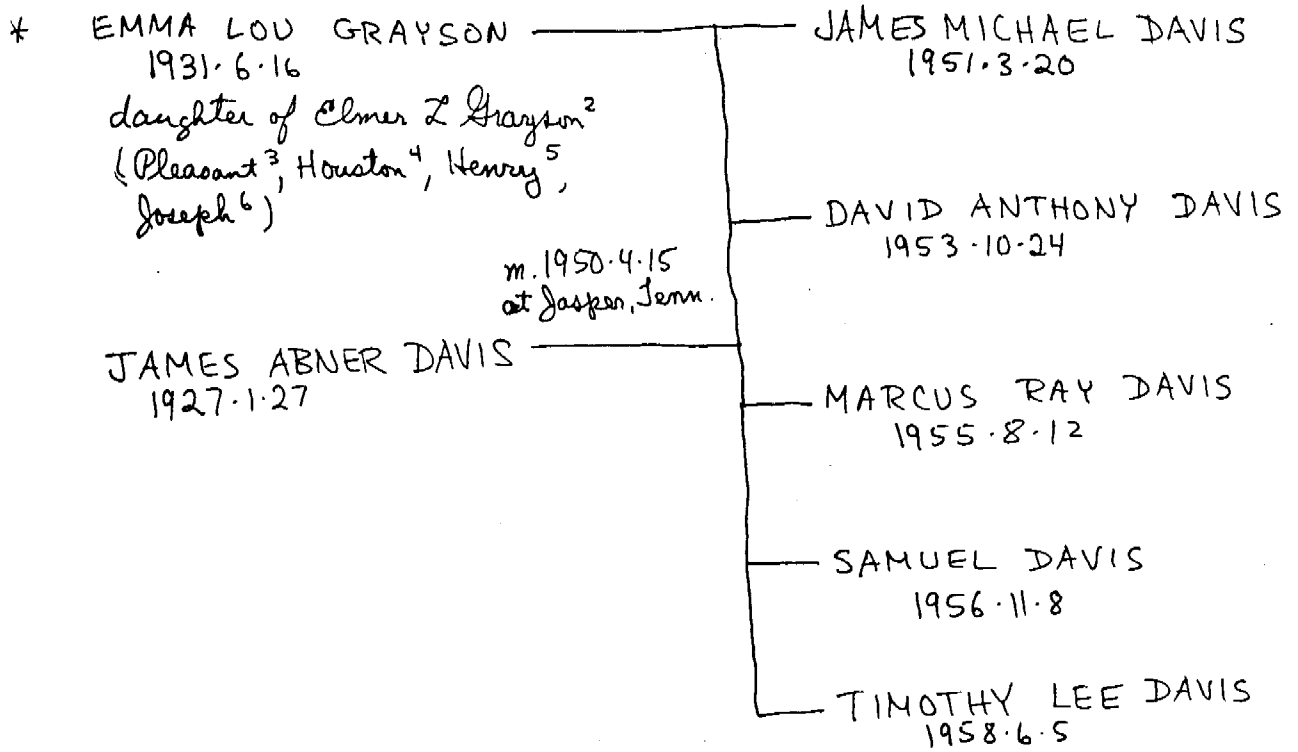 * EMMA LOU GRAYSON
1931·6·16
daughter of Elmer L Grayson²
(Pleasant³, Houston⁴, Henry⁵,
Joseph⁶)
m. 1950·4·15
at Jasper, Tenn.
JAMES ABNER DAVIS
1927·1·27
JAMES MICHAEL DAVIS
1951·3·20
DAVID ANTHONY DAVIS
1953·10·24
MARCUS RAY DAVIS
1955·8·12
SAMUEL DAVIS
1956·11·8
TIMOTHY LEE DAVIS
1958·6·5